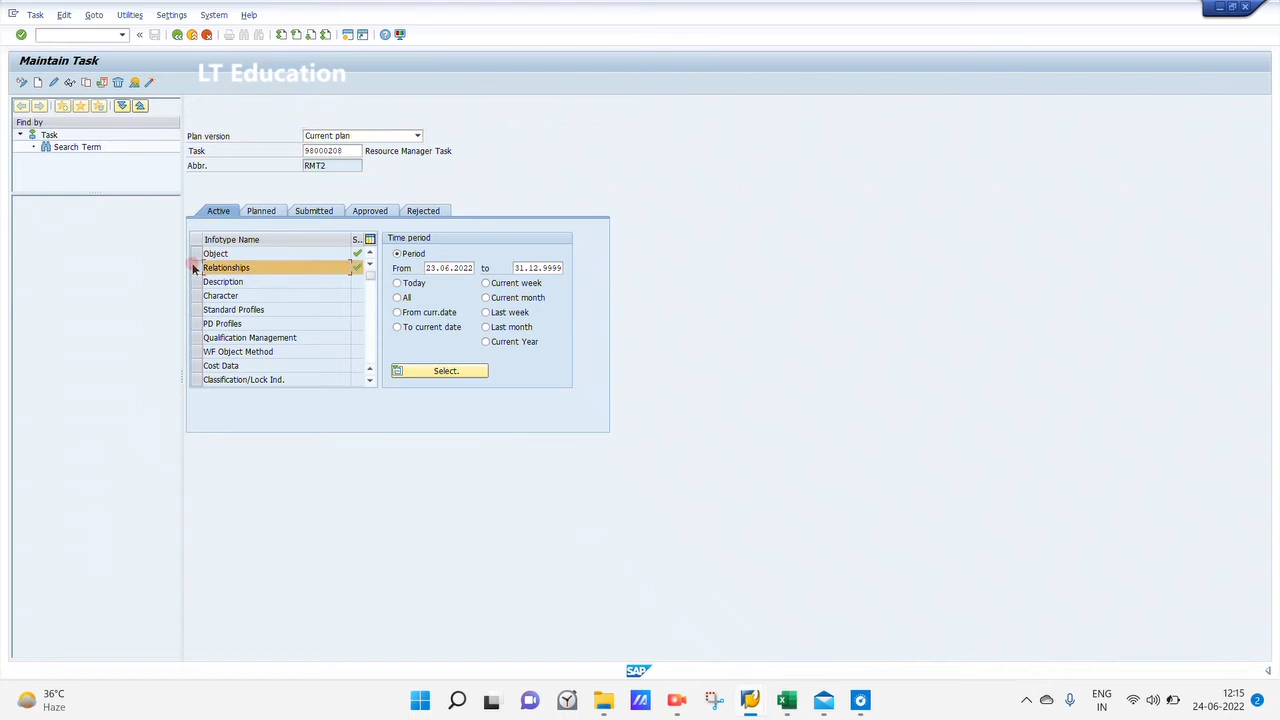 Task Edit Goto Utilities Settings System Help
Maintain Task
LT Education
Find by
Task
Search Term
Plan version Current plan
Task 98000208 Resource Manager Task
Abbr. RMT2
Active Planned Submitted Approved Rejected
Infotype Name S..
Object
Relationships
Description
Character
Standard Profiles
PD Profiles
Qualification Management
WF Object Method
Cost Data
Classification/Lock Ind.
Time period
Period
From 23.06.2022 to 31.12.9999
Today Current week
All Current month
From curr.date Last week
To current date Last month
Current Year
Select.
SAP
36°C
Haze
ENG
IN
12:15
24-06-2022
2